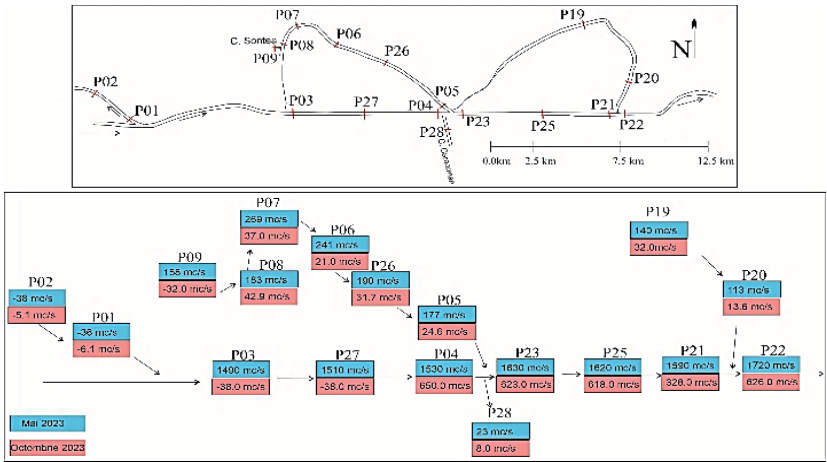 P07
P19
C. Sontea
P08
P06
P09
P26
N
P02
P20
P01
P05
P03
P27
P04
P21
P28
P23
P25
P22
C. Caraorman
0.0km 2.5km 7.5 km 12.5 km
P07
269 mc/s
37.0 mc/s
P06
241 mc/s
21.0 mc/s
P19
140 mc/s
32.0mc/s
P09
155 mc/s
-32.0 mc/s
P08
183 mc/s
42.9 mc/s
P26
190 mc/s
31.7 mc/s
P02
-38 mc/s
-5.1 mc/s
P20
113 mc/s
13.6 mc/s
P05
177 mc/s
24.6 mc/s
P01
-36 mc/s
-6.1 mc/s
P03
1490 mc/s
-38.0 mc/s
P27
1510 mc/s
-38.0 mc/s
P04
1530 mc/s
650.0 mc/s
P23
1630 mc/s
623.0 mc/s
P25
1620 mc/s
618.0 mc/s
P21
1590 mc/s
328.0 mc/s
P22
1720 mc/s
626.0 mc/s
P28
23 mc/s
8.0 mc/s
Mai 2023
Octombrie 2023